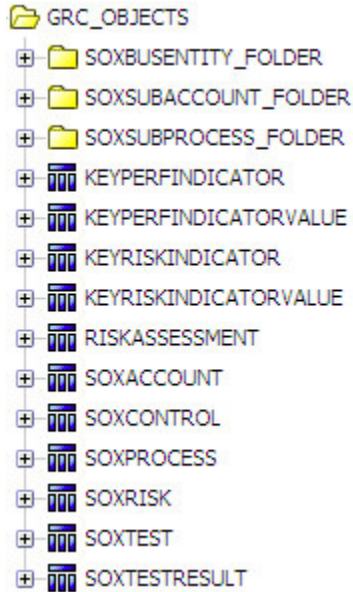 GRC_OBJECTS
SOXBUSENTITY_FOLDER
SOXSUBACCOUNT_FOLDER
SOXSUBPROCESS_FOLDER
KEYPERFINDICATOR
KEYPERFINDICATORVALUE
KEYRISKINDICATOR
KEYRISKINDICATORVALUE
RISKASSESSMENT
SOXACCOUNT
SOXCONTROL
SOXPROCESS
SOXRISK
SOXTEST
SOXTESTRESULT